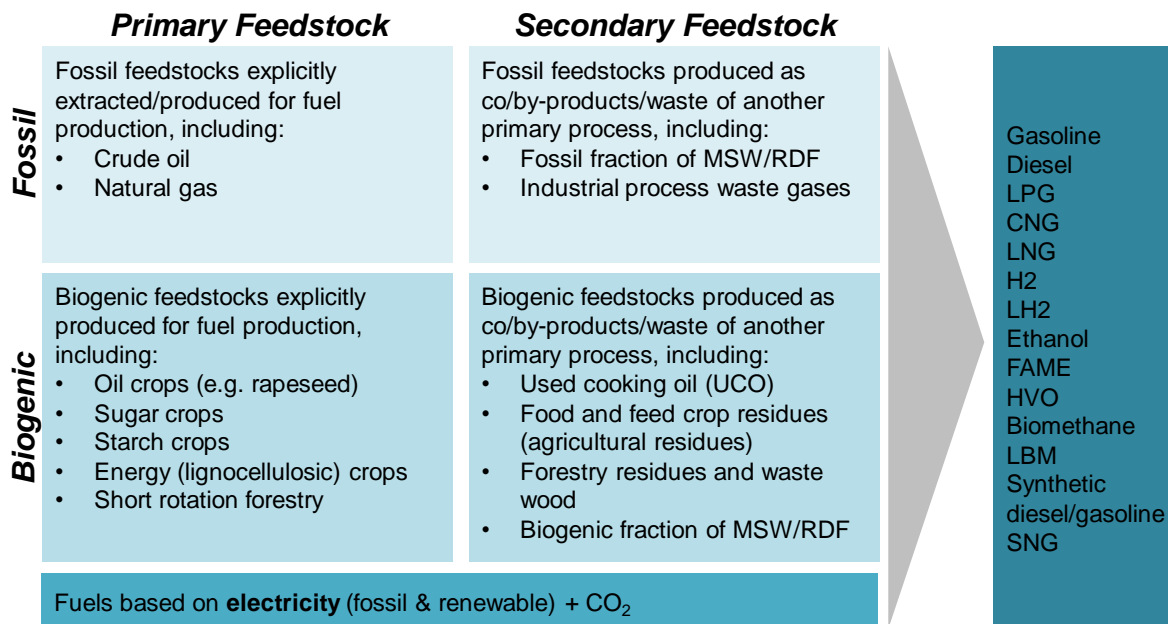 Primary Feedstock
Secondary Feedstock
Fossil
Fossil feedstocks explicitly
extracted/produced for fuel
production, including:
• Crude oil
• Natural gas
Fossil feedstocks produced as
co/by-products/waste of another
primary process, including:
• Fossil fraction of MSW/RDF
• Industrial process waste gases
Biogenic
Biogenic feedstocks explicitly
produced for fuel production,
including:
• Oil crops (e.g. rapeseed)
• Sugar crops
• Starch crops
• Energy (lignocellulosic) crops
• Short rotation forestry
Biogenic feedstocks produced as
co/by-products/waste of another
primary process, including:
• Used cooking oil (UCO)
• Food and feed crop residues
(agricultural residues)
• Forestry residues and waste
wood
• Biogenic fraction of MSW/RDF
Fuels based on electricity (fossil & renewable) + CO₂
Gasoline
Diesel
LPG
CNG
LNG
H2
LH2
Ethanol
FAME
HVO
Biomethane
LBM
Synthetic
diesel/gasoline
SNG